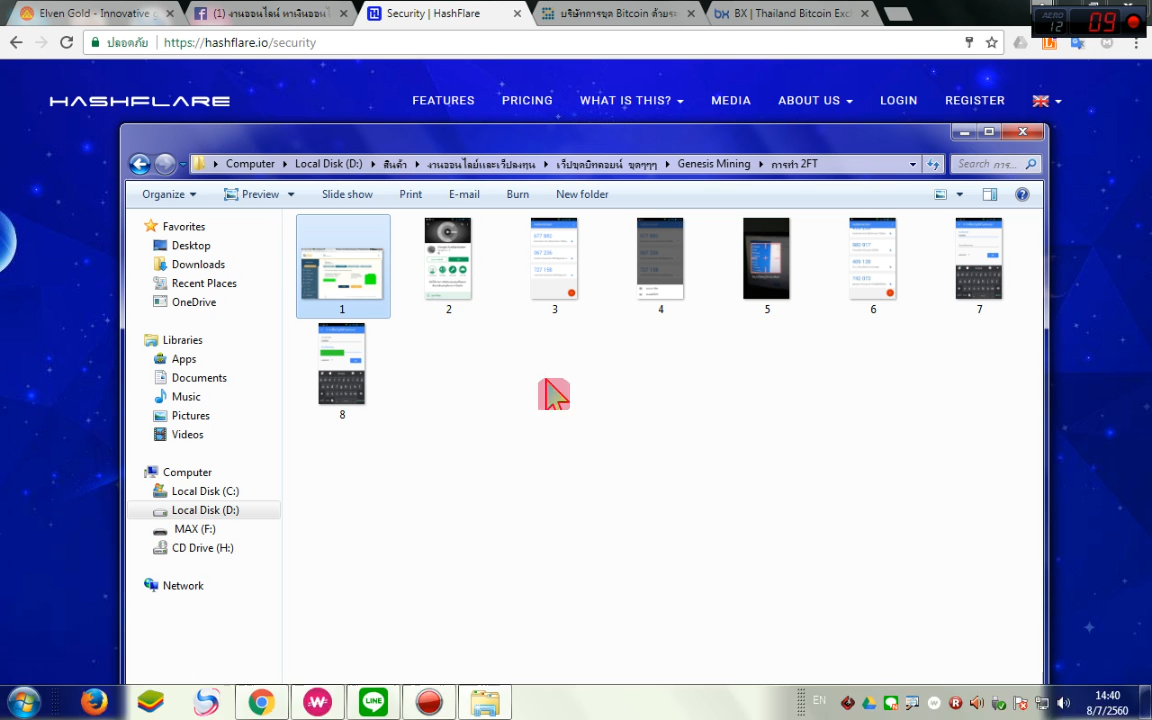 Elven Gold - Innovative
(1) งานออนไลน์ หาเงินออนไ
Security | HashFlare
บริษัทการขุด Bitcoin ด้วยระ
BX | Thailand Bitcoin Exc
AERO
12
09
ปลอดภัย
https://hashflare.io/security
HASHFLARE
FEATURES
PRICING
WHAT IS THIS?
MEDIA
ABOUT US
LOGIN
REGISTER
Computer
Local Disk (D:)
สินค้า
งานออนไลย์และเว็ปลงทุน
เว็ปขุดบิทคอยน์ ขุดๆๆๆ
Genesis Mining
การทำ 2FT
Search การ...
Organize
Preview
Slide show
Print
E-mail
Burn
New folder
Favorites
Desktop
Downloads
Recent Places
OneDrive
Libraries
Apps
Documents
Music
Pictures
Videos
Computer
Local Disk (C:)
Local Disk (D:)
MAX (F:)
CD Drive (H:)
Network
1
2
3
4
5
6
7
8
LINE
EN
14:40
8/7/2560